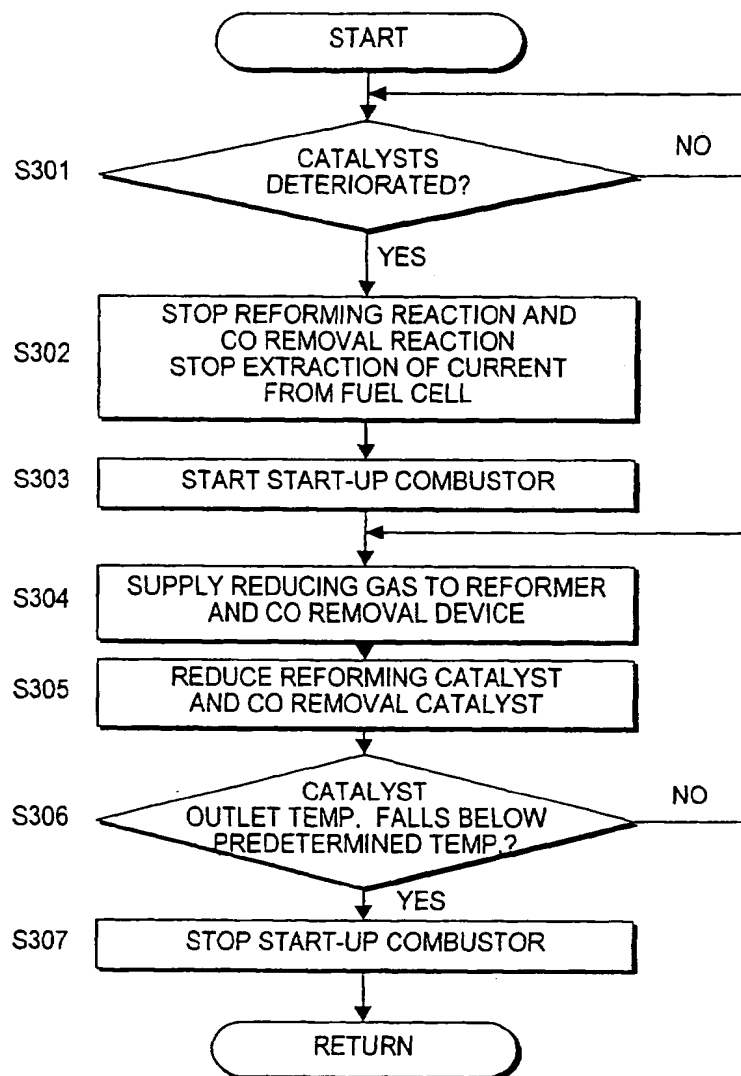 START
S301
CATALYSTS
DETERIORATED?
NO
YES
S302
STOP REFORMING REACTION AND
CO REMOVAL REACTION
STOP EXTRACTION OF CURRENT
FROM FUEL CELL
S303
START START-UP COMBUSTOR
S304
SUPPLY REDUCING GAS TO REFORMER
AND CO REMOVAL DEVICE
S305
REDUCE REFORMING CATALYST
AND CO REMOVAL CATALYST
S306
CATALYST
OUTLET TEMP. FALLS BELOW
PREDETERMINED TEMP.?
NO
YES
S307
STOP START-UP COMBUSTOR
RETURN